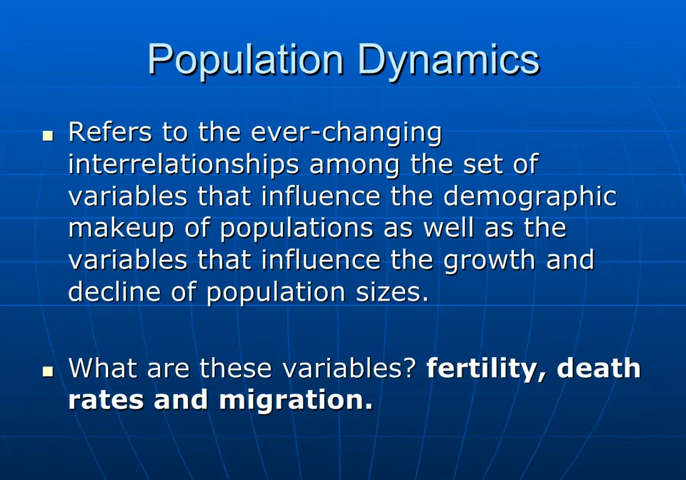 Population Dynamics
Refers to the ever-changing
interrelationships among the set of
variables that influence the demographic
makeup of populations as well as the
variables that influence the growth and
decline of population sizes.
What are these variables? fertility, death
rates and migration.